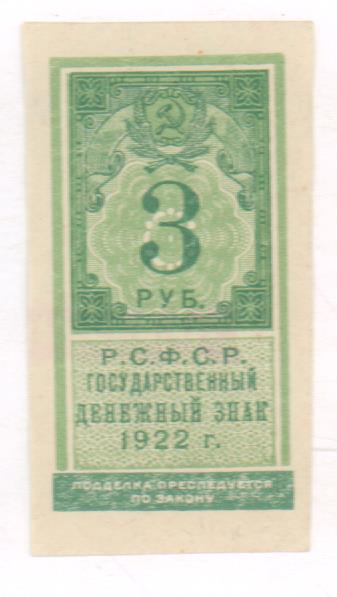 3
РУБ.
Р.С.Ф.С.Р.
ГОСУДАРСТВЕННЫЙ
ДЕНЕЖНЫЙ ЗНАК
1922 г.
ПОДДЕЛКА ПРЕСЛЕДУЕТСЯ
ПО ЗАКОНУ